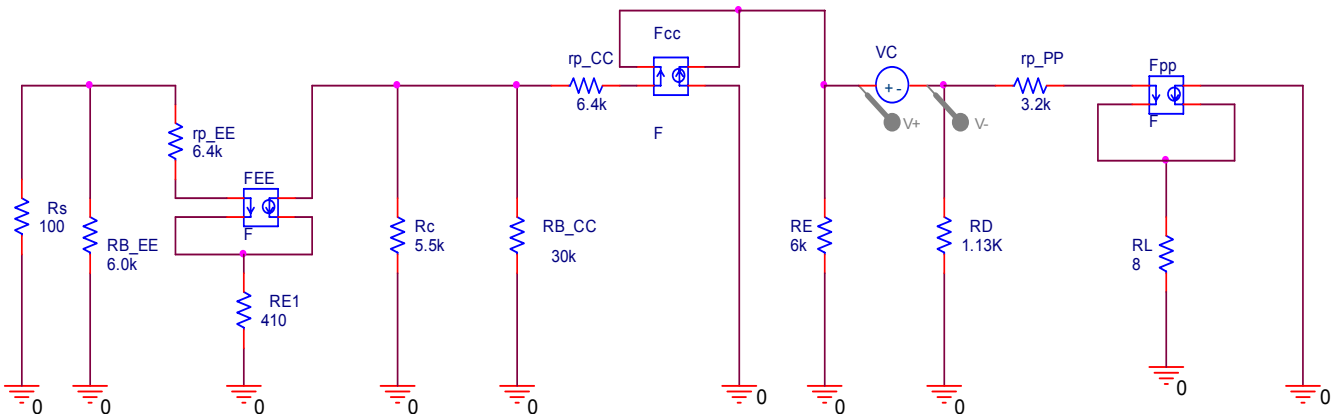 Fcc
rp_CC
6.4k
F
VC
+ -
V+
V-
rp_PP
3.2k
Fpp
F
rp_EE
6.4k
FEE
F
Rs
100
RB_EE
6.0k
RE1
410
Rc
5.5k
RB_CC
30k
RE
6k
RD
1.13K
RL
8
0
0
0
0
0
0
0
0
0
0